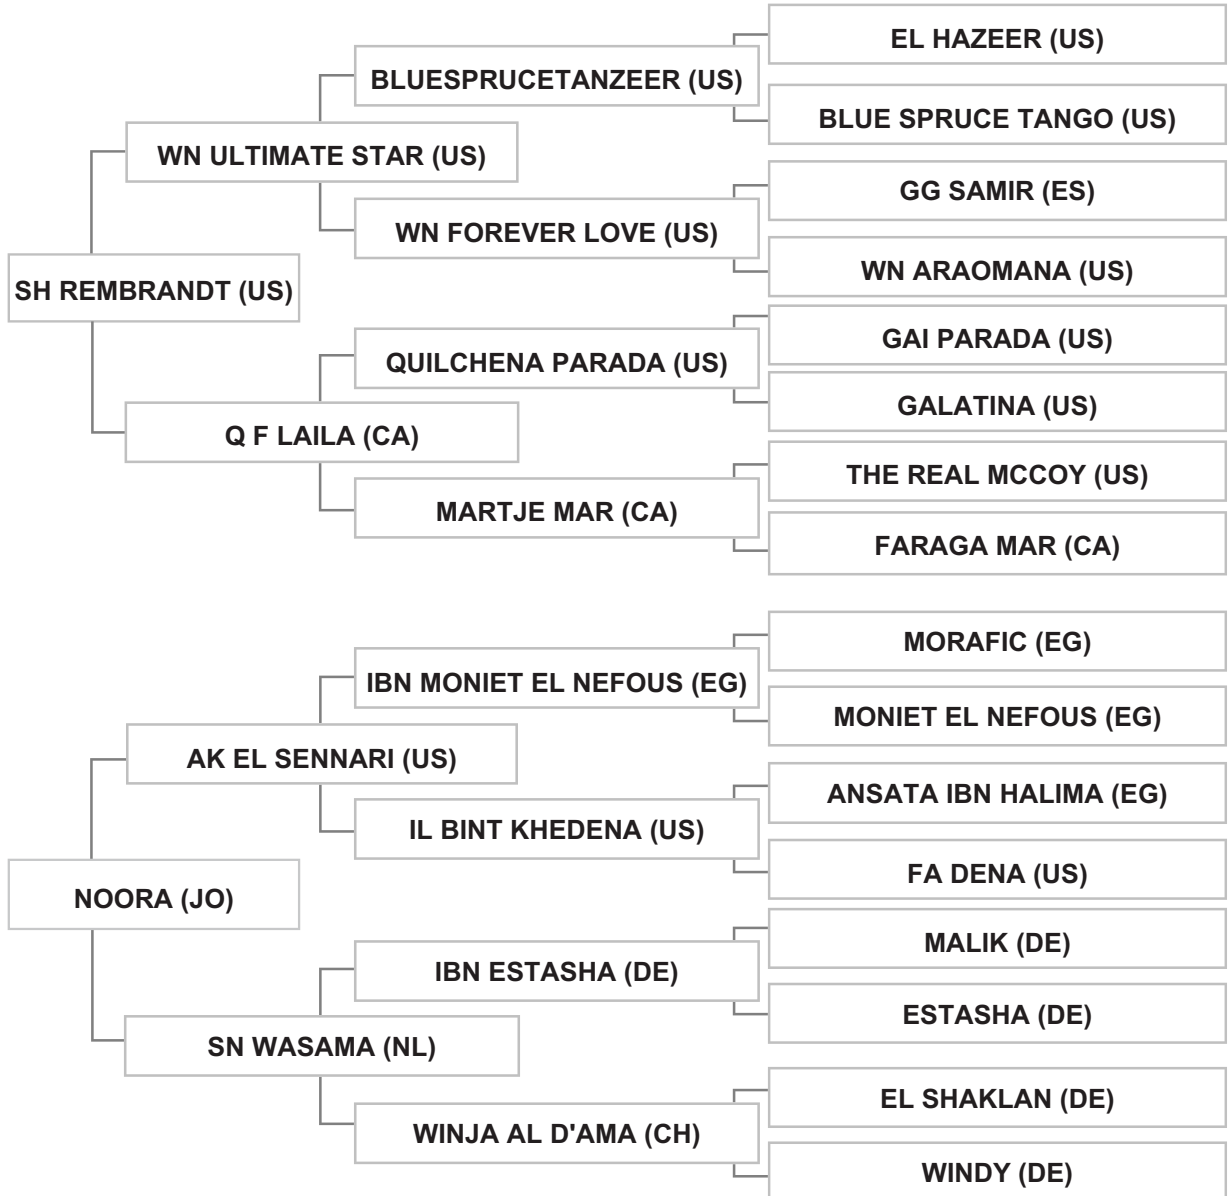 EL HAZEER (US)
BLUESPRUCETANZEER (US)
BLUE SPRUCE TANGO (US)
WN ULTIMATE STAR (US)
GG SAMIR (ES)
WN FOREVER LOVE (US)
WN ARAOMANA (US)
SH REMBRANDT (US)
GAI PARADA (US)
QUILCHENA PARADA (US)
GALATINA (US)
Q F LAILA (CA)
THE REAL MCCOY (US)
MARTJE MAR (CA)
FARAGA MAR (CA)
MORAFIC (EG)
IBN MONIET EL NEFOUS (EG)
MONIET EL NEFOUS (EG)
AK EL SENNARI (US)
ANSATA IBN HALIMA (EG)
IL BINT KHEDENA (US)
FA DENA (US)
NOORA (JO)
MALIK (DE)
IBN ESTASHA (DE)
ESTASHA (DE)
SN WASAMA (NL)
EL SHAKLAN (DE)
WINJA AL D'AMA (CH)
WINDY (DE)